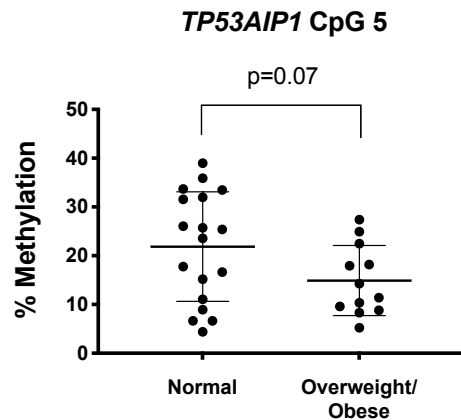 TP53AIP1 CpG 5
p=0.07
50
40
30
20
10
0
% Methylation
Normal
Overweight/
Obese